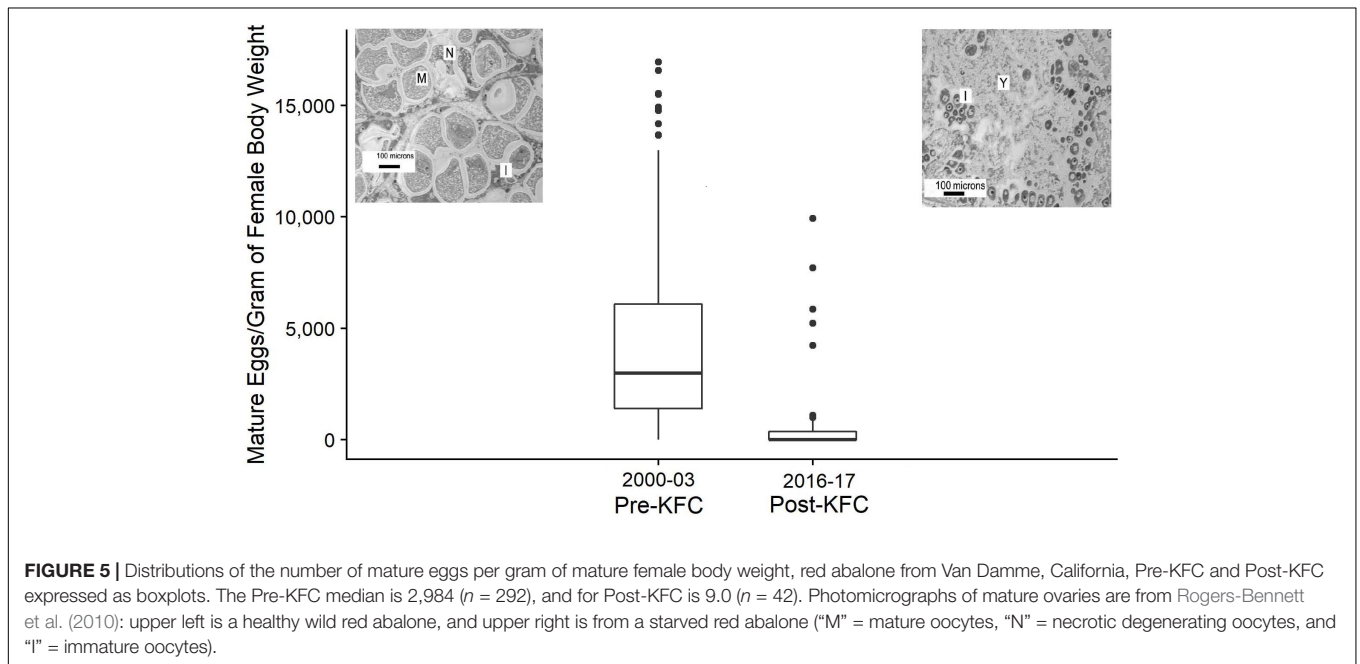 Mature Eggs/Gram of Female Body Weight
15,000
10,000
5,000
0
N
M
100 microns
I
I
Y
100 microns
2000-03
Pre-KFC
2016-17
Post-KFC
FIGURE 5 | Distributions of the number of mature eggs per gram of mature female body weight, red abalone from Van Damme, California, Pre-KFC and Post-KFC
expressed as boxplots. The Pre-KFC median is 2,984 (n = 292), and for Post-KFC is 9.0 (n = 42). Photomicrographs of mature ovaries are from Rogers-Bennett
et al. (2010): upper left is a healthy wild red abalone, and upper right is from a starved red abalone (“M” = mature oocytes, “N” = necrotic degenerating oocytes, and
“I” = immature oocytes).